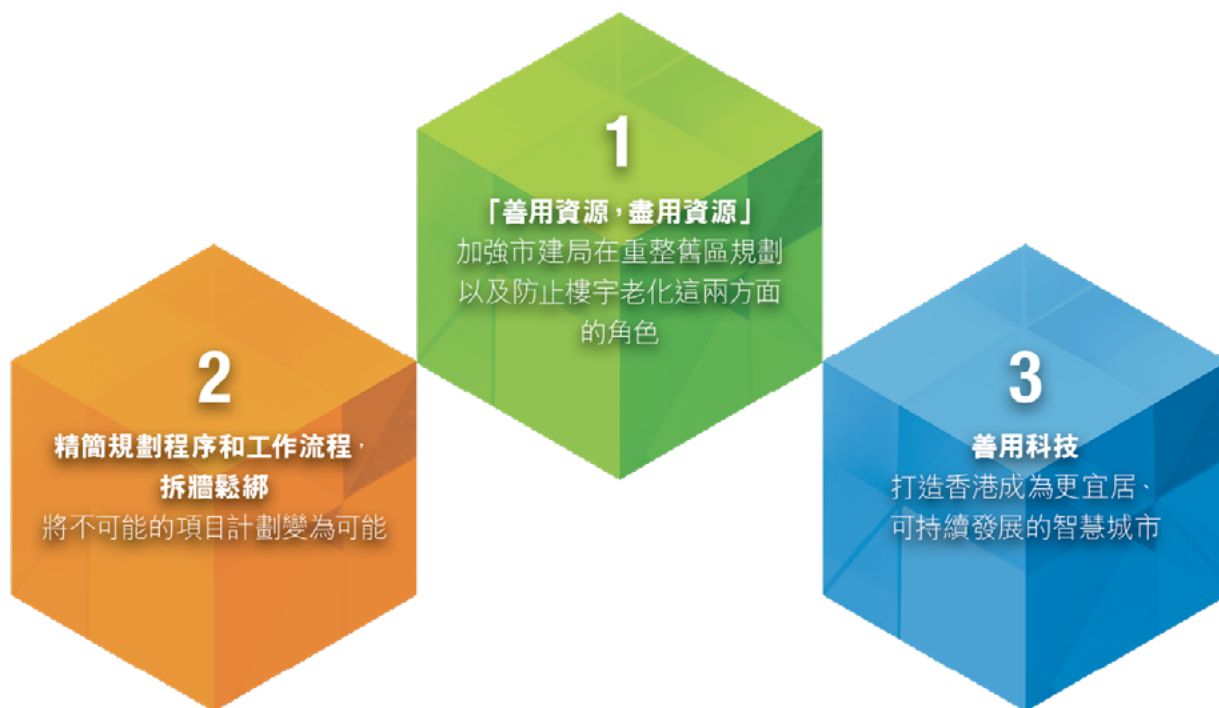 1
「善用資源，盡用資源」
加強市建局在重整舊區規劃
以及防止樓宇老化這兩方面
的角色
2
精簡規劃程序和工作流程，
拆牆鬆綁
將不可能的項目計劃變為可能
3
善用科技
打造香港成為更宜居、
可持續發展的智慧城市